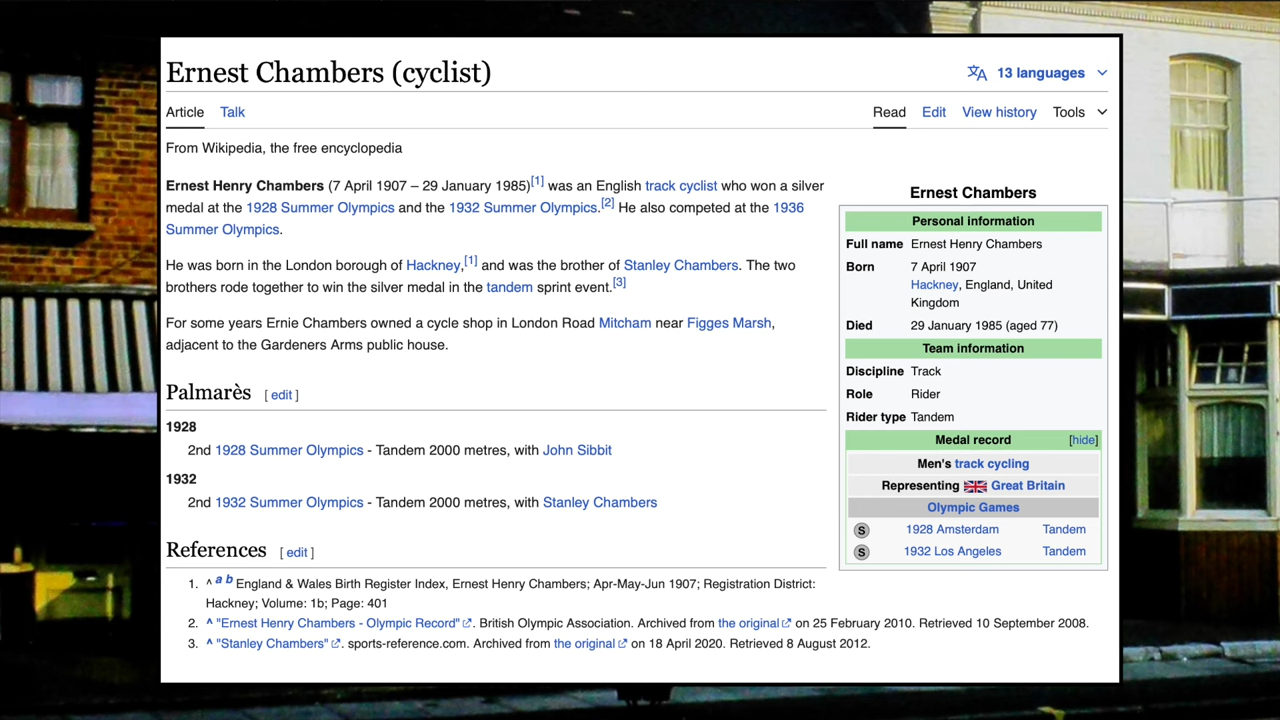 Ernest Chambers (cyclist)
13 languages
Article Talk
Read Edit View history Tools
From Wikipedia, the free encyclopedia
Ernest Henry Chambers (7 April 1907 – 29 January 1985)[1] was an English track cyclist who won a silver
medal at the 1928 Summer Olympics and the 1932 Summer Olympics.[2] He also competed at the 1936
Summer Olympics.
He was born in the London borough of Hackney,[1] and was the brother of Stanley Chambers. The two
brothers rode together to win the silver medal in the tandem sprint event.[3]
For some years Ernie Chambers owned a cycle shop in London Road Mitcham near Figges Marsh,
adjacent to the Gardeners Arms public house.
Palmarès [ edit ]
1928
2nd 1928 Summer Olympics - Tandem 2000 metres, with John Sibbit
1932
2nd 1932 Summer Olympics - Tandem 2000 metres, with Stanley Chambers
References [ edit ]
1. ^ a b England & Wales Birth Register Index, Ernest Henry Chambers; Apr-May-Jun 1907; Registration District:
Hackney; Volume: 1b; Page: 401
2. ^ "Ernest Henry Chambers - Olympic Record". British Olympic Association. Archived from the original on 25 February 2010. Retrieved 10 September 2008.
3. ^ "Stanley Chambers". sports-reference.com. Archived from the original on 18 April 2020. Retrieved 8 August 2012.
Ernest Chambers
Personal information
Full name Ernest Henry Chambers
Born 7 April 1907
Hackney, England, United
Kingdom
Died 29 January 1985 (aged 77)
Team information
Discipline Track
Role Rider
Rider type Tandem
Medal record [hide]
Men's track cycling
Representing Great Britain
Olympic Games
S 1928 Amsterdam Tandem
S 1932 Los Angeles Tandem